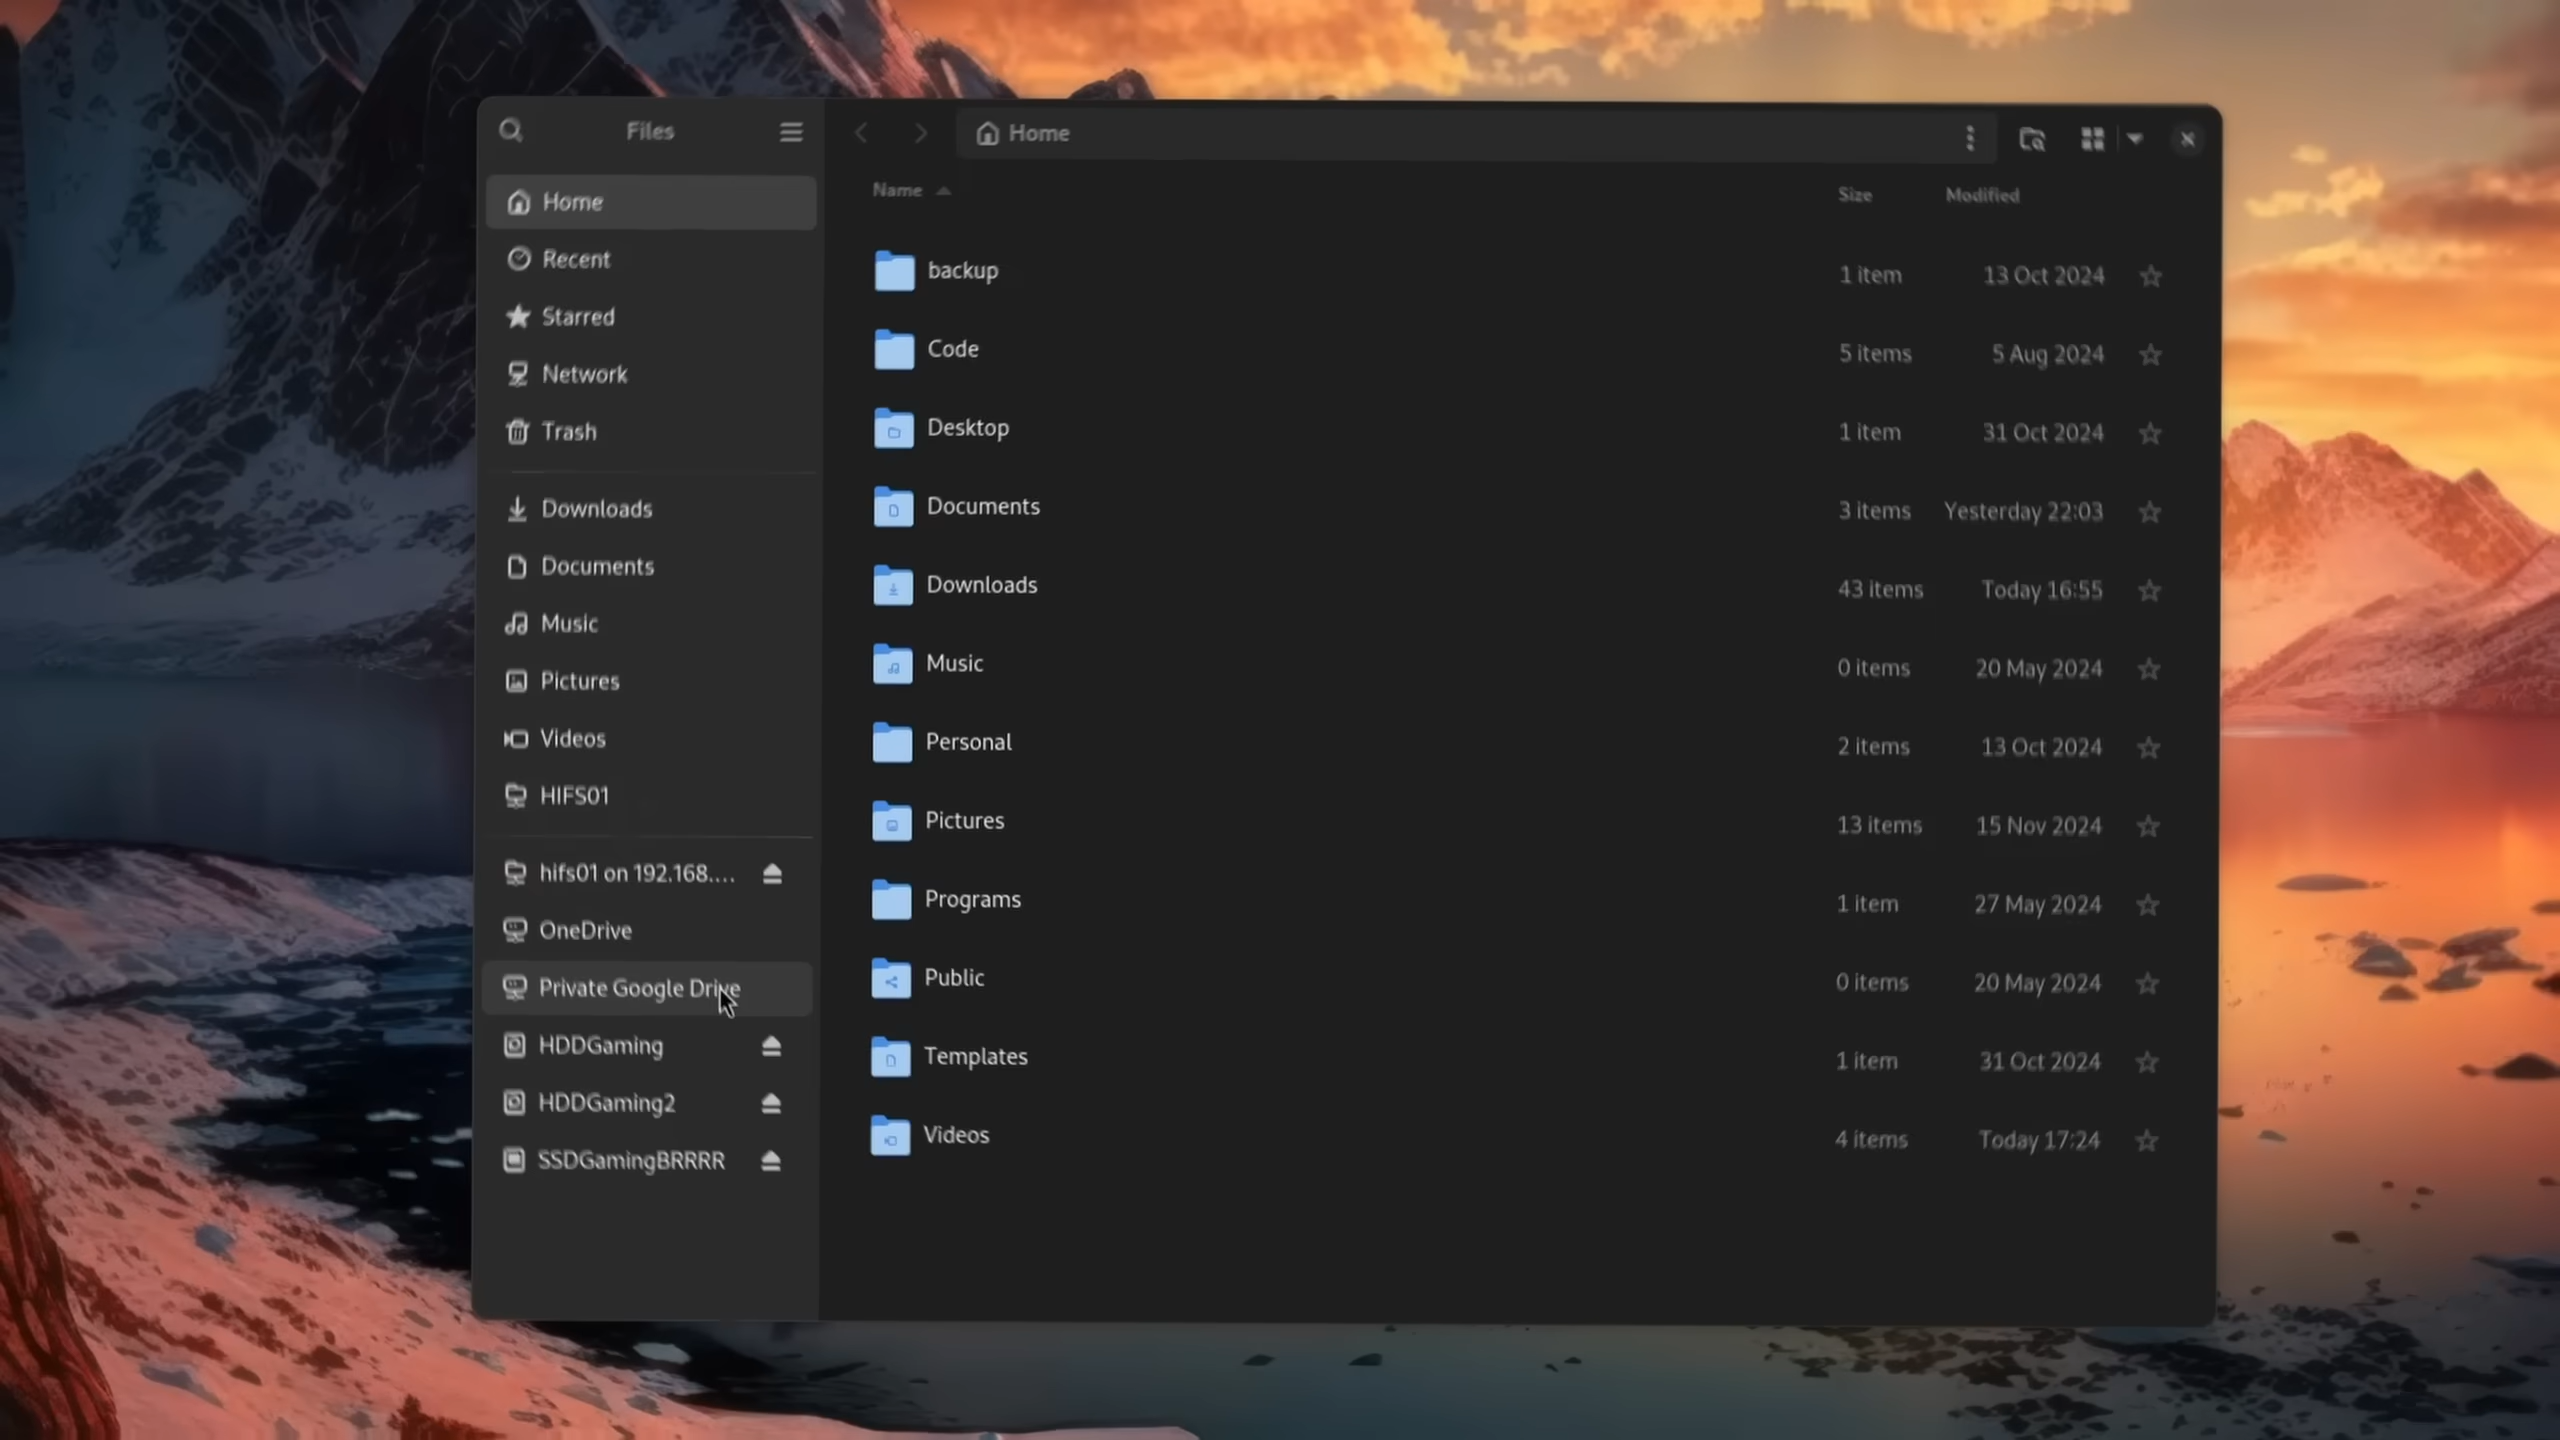 Files
Home
Recent
Starred
Network
Trash
Downloads
Documents
Music
Pictures
Videos
HIFS01
hifs01 on 192.168....
OneDrive
Private Google Drive
HDDGaming
HDDGaming2
SSDGamingBRRRR
Home
Name Size Modified
backup 1 item 13 Oct 2024
Code 5 items 5 Aug 2024
Desktop 1 item 31 Oct 2024
Documents 3 items Yesterday 22:03
Downloads 43 items Today 16:55
Music 0 items 20 May 2024
Personal 2 items 13 Oct 2024
Pictures 13 items 15 Nov 2024
Programs 1 item 27 May 2024
Public 0 items 20 May 2024
Templates 1 item 31 Oct 2024
Videos 4 items Today 17:24